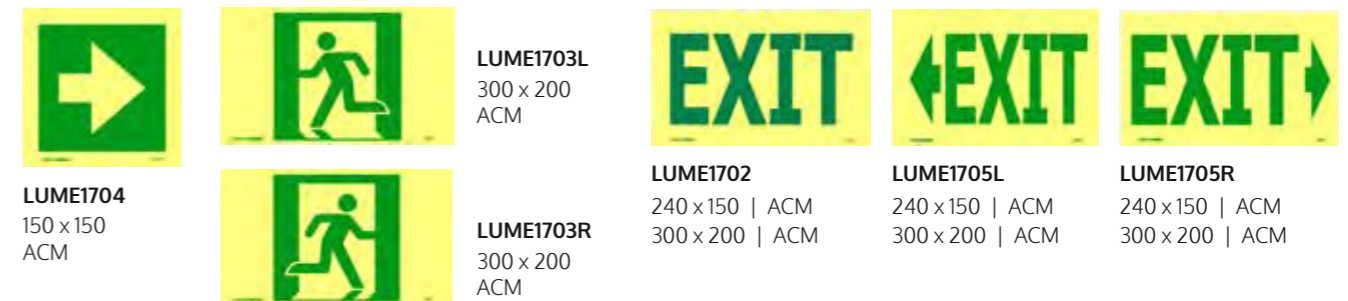 LUME1704
150 x 150
ACM
LUME1703L
300 x 200
ACM
LUME1703R
300 x 200
ACM
EXIT
LUME1702
240 x 150 | ACM
300 x 200 | ACM
EXIT
LUME1705L
240 x 150 | ACM
300 x 200 | ACM
EXIT
LUME1705R
240 x 150 | ACM
300 x 200 | ACM